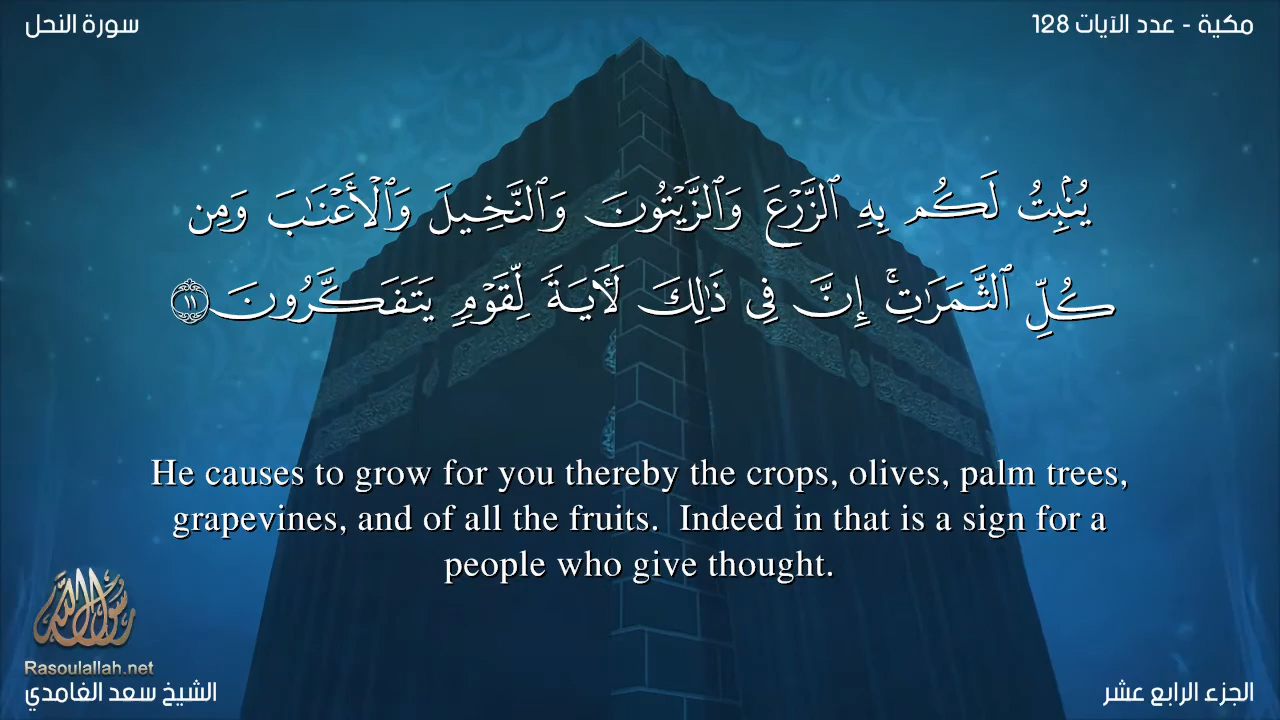 سورة النحل
مكية - عدد الآيات 128
يُنۢبِتُ لَكُم بِهِ ٱلزَّرْعَ وَٱلزَّيْتُونَ وَٱلنَّخِيلَ وَٱلْأَعْنَٰبَ وَمِن
كُلِّ ٱلثَّمَرَٰتِ ۗ إِنَّ فِى ذَٰلِكَ لَءَايَةً لِّقَوْمٍ يَتَفَكَّرُونَ ١١
He causes to grow for you thereby the crops, olives, palm trees,
grapevines, and of all the fruits.  Indeed in that is a sign for a
people who give thought.
رسول الله
Rasoulallah.net
الشيخ سعد الغامدي
الجزء الرابع عشر